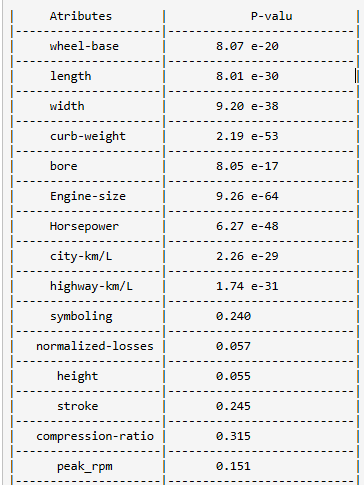 Atributes P-valu
wheel-base 8.07 e-20
length 8.01 e-30
width 9.20 e-38
curb-weight 2.19 e-53
bore 8.05 e-17
Engine-size 9.26 e-64
Horsepower 6.27 e-48
city-km/L 2.26 e-29
highway-km/L 1.74 e-31
symboling 0.240
normalized-losses 0.057
height 0.055
stroke 0.245
compression-ratio 0.315
peak_rpm 0.151